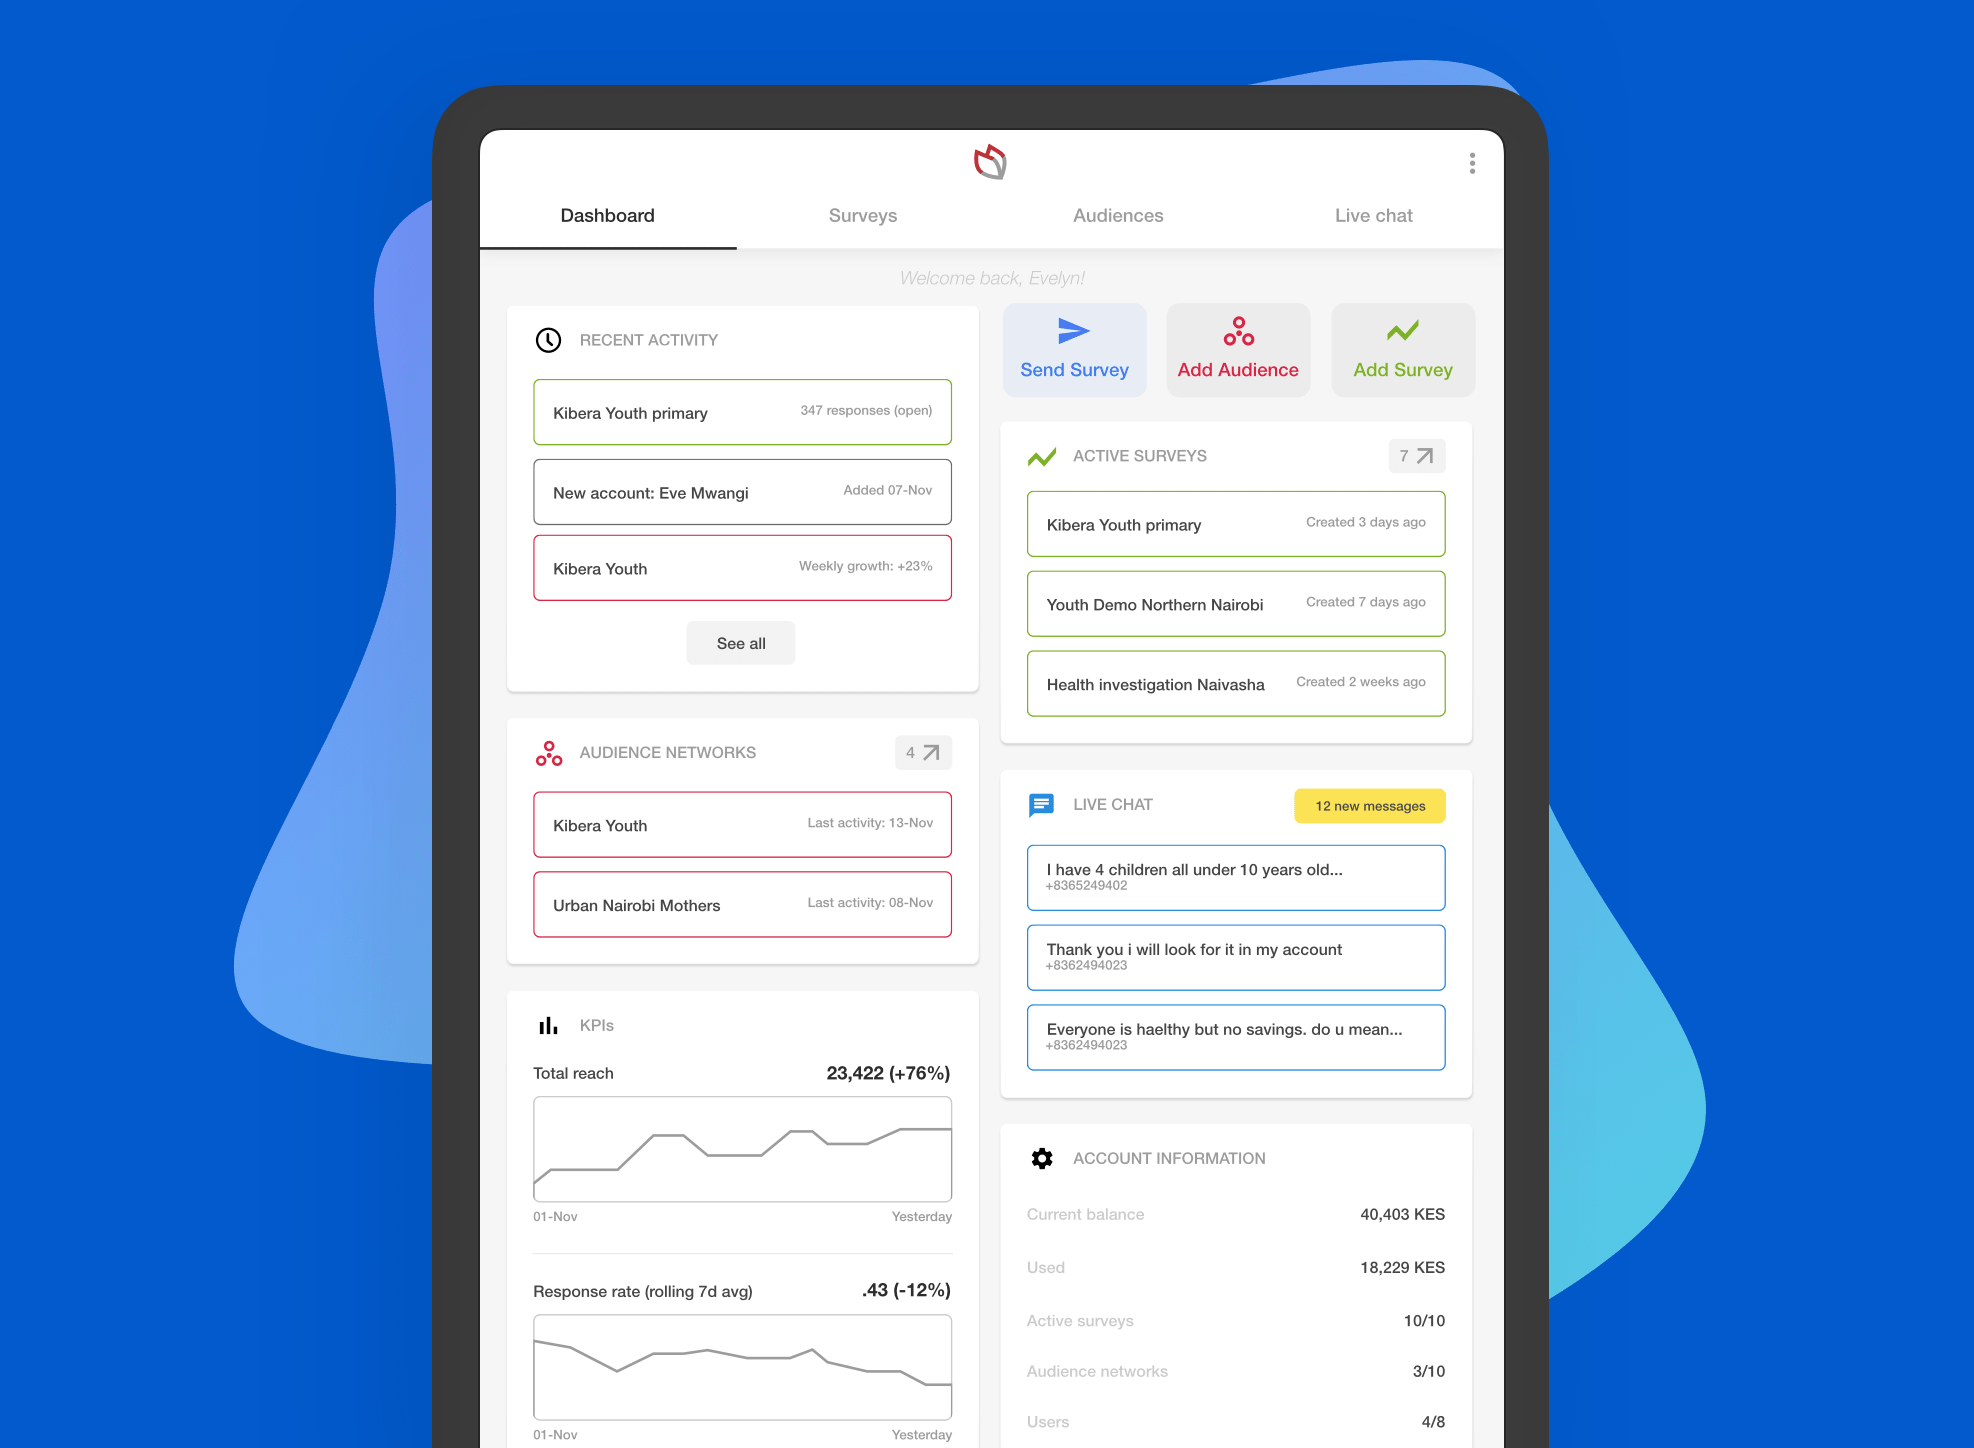 Dashboard
Surveys
Audiences
Live chat
Welcome back, Evelyn!
RECENT ACTIVITY
Kibera Youth primary
347 responses (open)
New account: Eve Mwangi
Added 07-Nov
Kibera Youth
Weekly growth: +23%
See all
AUDIENCE NETWORKS
4
Kibera Youth
Last activity: 13-Nov
Urban Nairobi Mothers
Last activity: 08-Nov
KPIs
Total reach
23,422 (+76%)
01-Nov
Yesterday
Response rate (rolling 7d avg)
.43 (-12%)
01-Nov
Yesterday
Send Survey
Add Audience
Add Survey
ACTIVE SURVEYS
7
Kibera Youth primary
Created 3 days ago
Youth Demo Northern Nairobi
Created 7 days ago
Health investigation Naivasha
Created 2 weeks ago
LIVE CHAT
12 new messages
I have 4 children all under 10 years old...
+8365249402
Thank you i will look for it in my account
+8362494023
Everyone is haelthy but no savings. do u mean...
+8362494023
ACCOUNT INFORMATION
Current balance
40,403 KES
Used
18,229 KES
Active surveys
10/10
Audience networks
3/10
Users
4/8